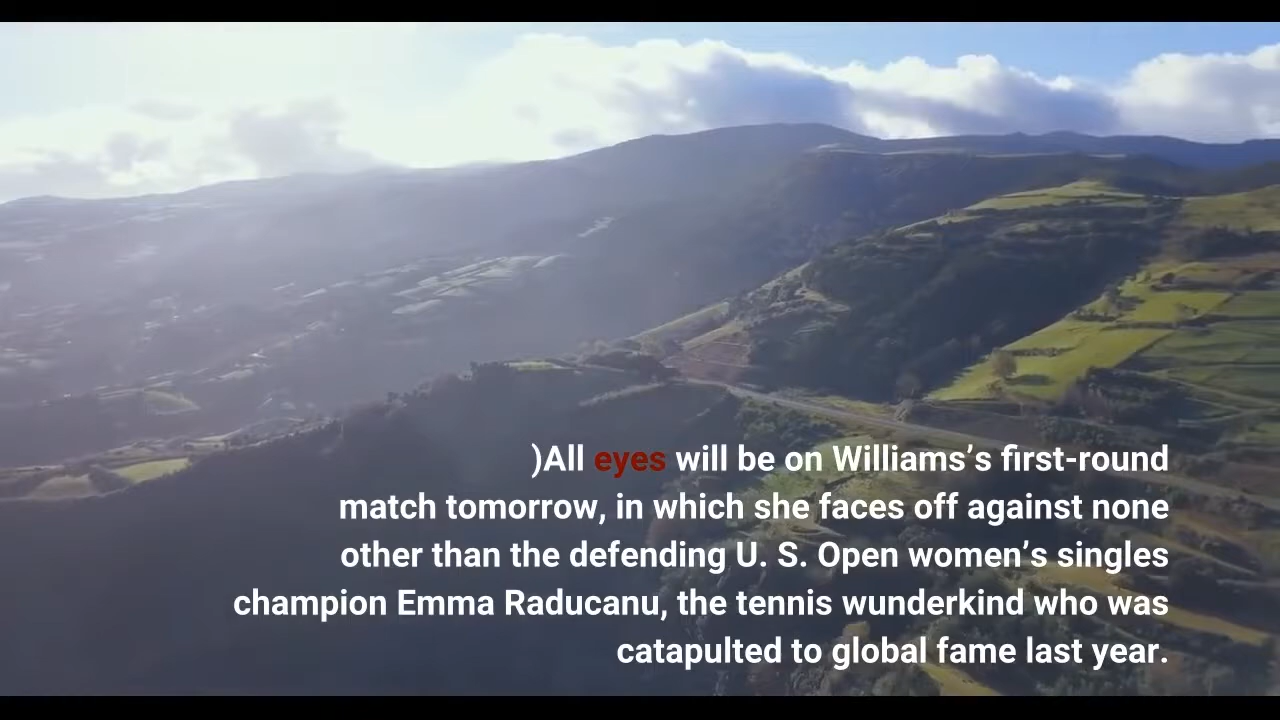 )All eyes will be on Williams’s first-round
match tomorrow, in which she faces off against none
other than the defending U. S. Open women’s singles
champion Emma Raducanu, the tennis wunderkind who was
catapulted to global fame last year.